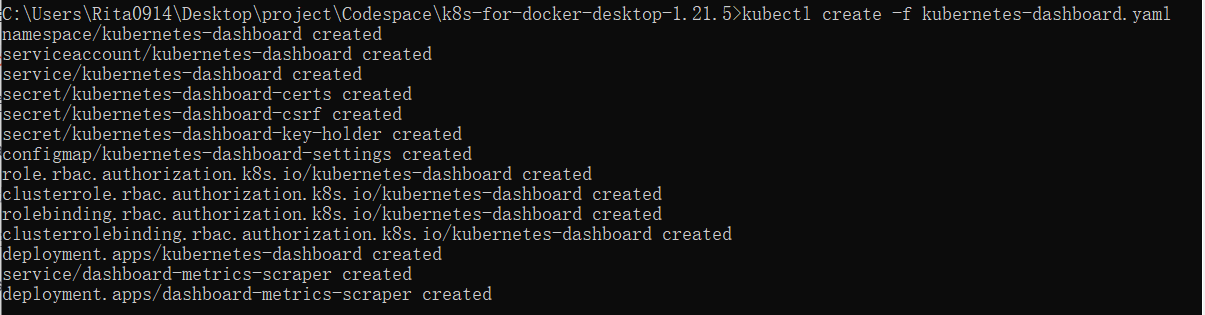 C:\Users\Rita0914\Desktop\project\Codespace\k8s-for-docker-desktop-1.21.5>kubectl create -f kubernetes-dashboard.yaml
namespace/kubernetes-dashboard created
serviceaccount/kubernetes-dashboard created
service/kubernetes-dashboard created
secret/kubernetes-dashboard-certs created
secret/kubernetes-dashboard-csrf created
secret/kubernetes-dashboard-key-holder created
configmap/kubernetes-dashboard-settings created
role.rbac.authorization.k8s.io/kubernetes-dashboard created
clusterrole.rbac.authorization.k8s.io/kubernetes-dashboard created
rolebinding.rbac.authorization.k8s.io/kubernetes-dashboard created
clusterrolebinding.rbac.authorization.k8s.io/kubernetes-dashboard created
deployment.apps/kubernetes-dashboard created
service/dashboard-metrics-scraper created
deployment.apps/dashboard-metrics-scraper created